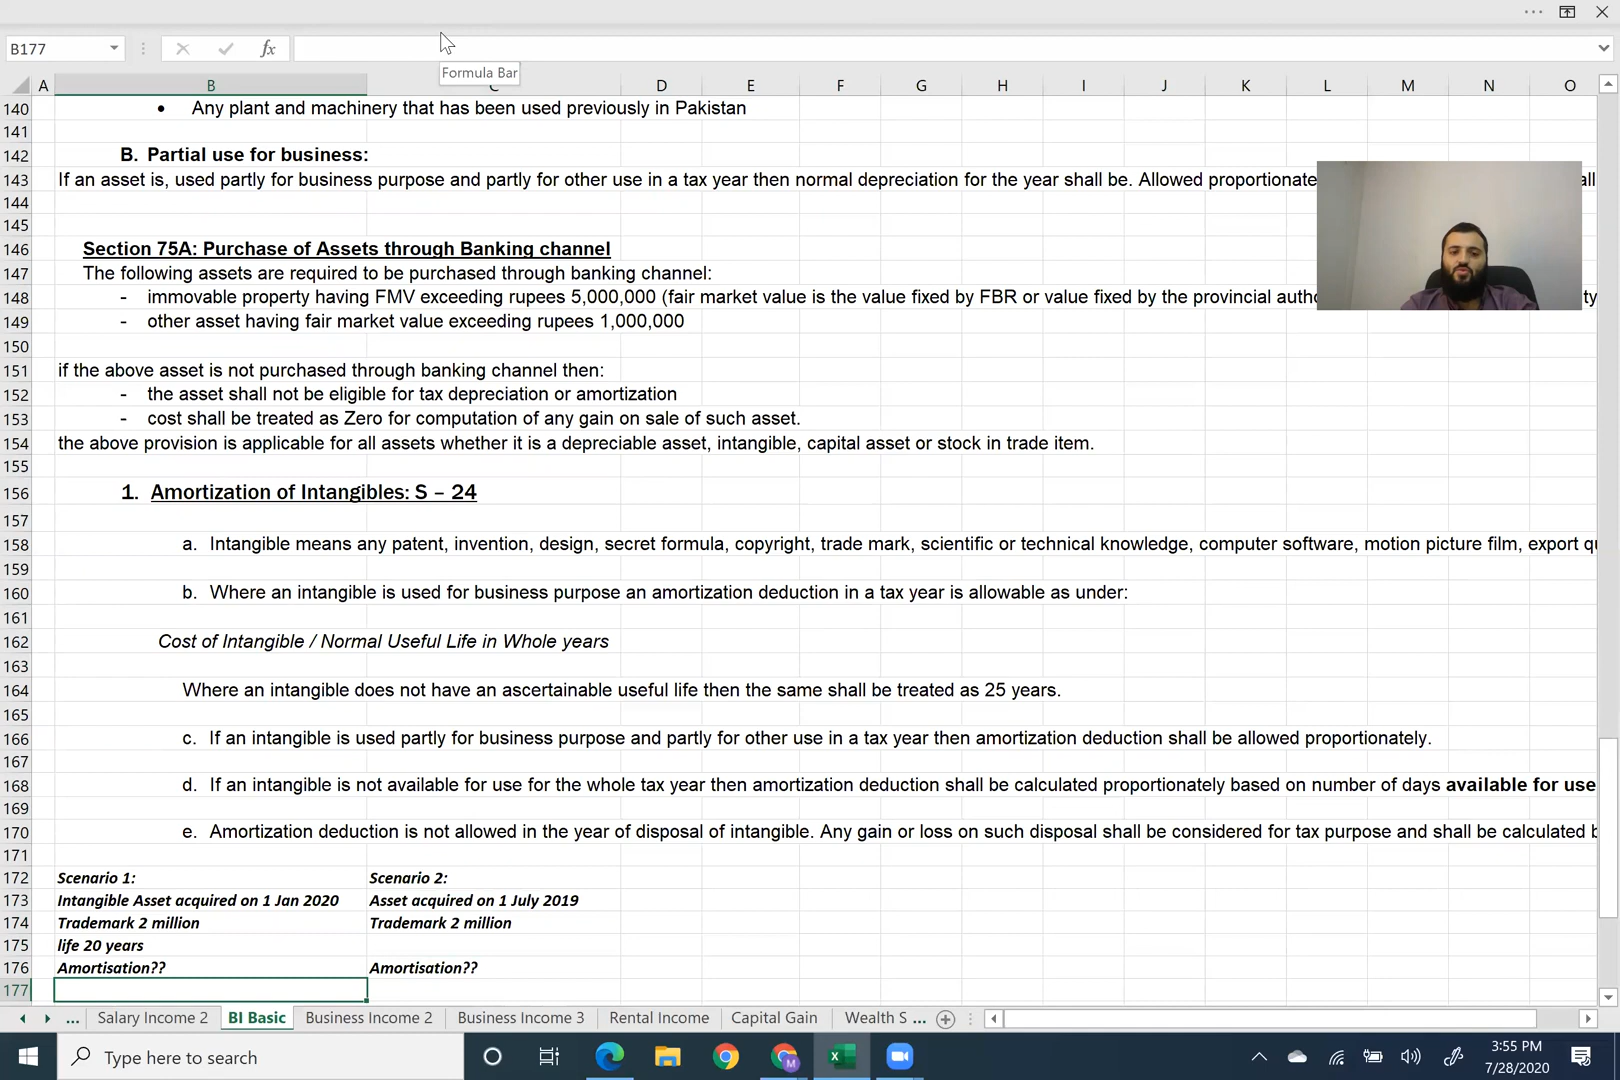 B177
fx
Formula Bar
A B C D E F G H I J K L M N O
140 • Any plant and machinery that has been used previously in Pakistan
141
142 B. Partial use for business:
143 If an asset is, used partly for business purpose and partly for other use in a tax year then normal depreciation for the year shall be. Allowed proportionate all
144
145
146 Section 75A: Purchase of Assets through Banking channel
147 The following assets are required to be purchased through banking channel:
148 - immovable property having FMV exceeding rupees 5,000,000 (fair market value is the value fixed by FBR or value fixed by the provincial autho ty
149 - other asset having fair market value exceeding rupees 1,000,000
150
151 if the above asset is not purchased through banking channel then:
152 - the asset shall not be eligible for tax depreciation or amortization
153 - cost shall be treated as Zero for computation of any gain on sale of such asset.
154 the above provision is applicable for all assets whether it is a depreciable asset, intangible, capital asset or stock in trade item.
155
156 1. Amortization of Intangibles: S – 24
157
158 a. Intangible means any patent, invention, design, secret formula, copyright, trade mark, scientific or technical knowledge, computer software, motion picture film, export qu
159
160 b. Where an intangible is used for business purpose an amortization deduction in a tax year is allowable as under:
161
162 Cost of Intangible / Normal Useful Life in Whole years
163
164 Where an intangible does not have an ascertainable useful life then the same shall be treated as 25 years.
165
166 c. If an intangible is used partly for business purpose and partly for other use in a tax year then amortization deduction shall be allowed proportionately.
167
168 d. If an intangible is not available for use for the whole tax year then amortization deduction shall be calculated proportionately based on number of days available for use
169
170 e. Amortization deduction is not allowed in the year of disposal of intangible. Any gain or loss on such disposal shall be considered for tax purpose and shall be calculated b
171
172 Scenario 1: Scenario 2:
173 Intangible Asset acquired on 1 Jan 2020 Asset acquired on 1 July 2019
174 Trademark 2 million Trademark 2 million
175 life 20 years
176 Amortisation?? Amortisation??
177
... Salary Income 2 BI Basic Business Income 2 Business Income 3 Rental Income Capital Gain Wealth S ...
Type here to search
M
3:55 PM
7/28/2020